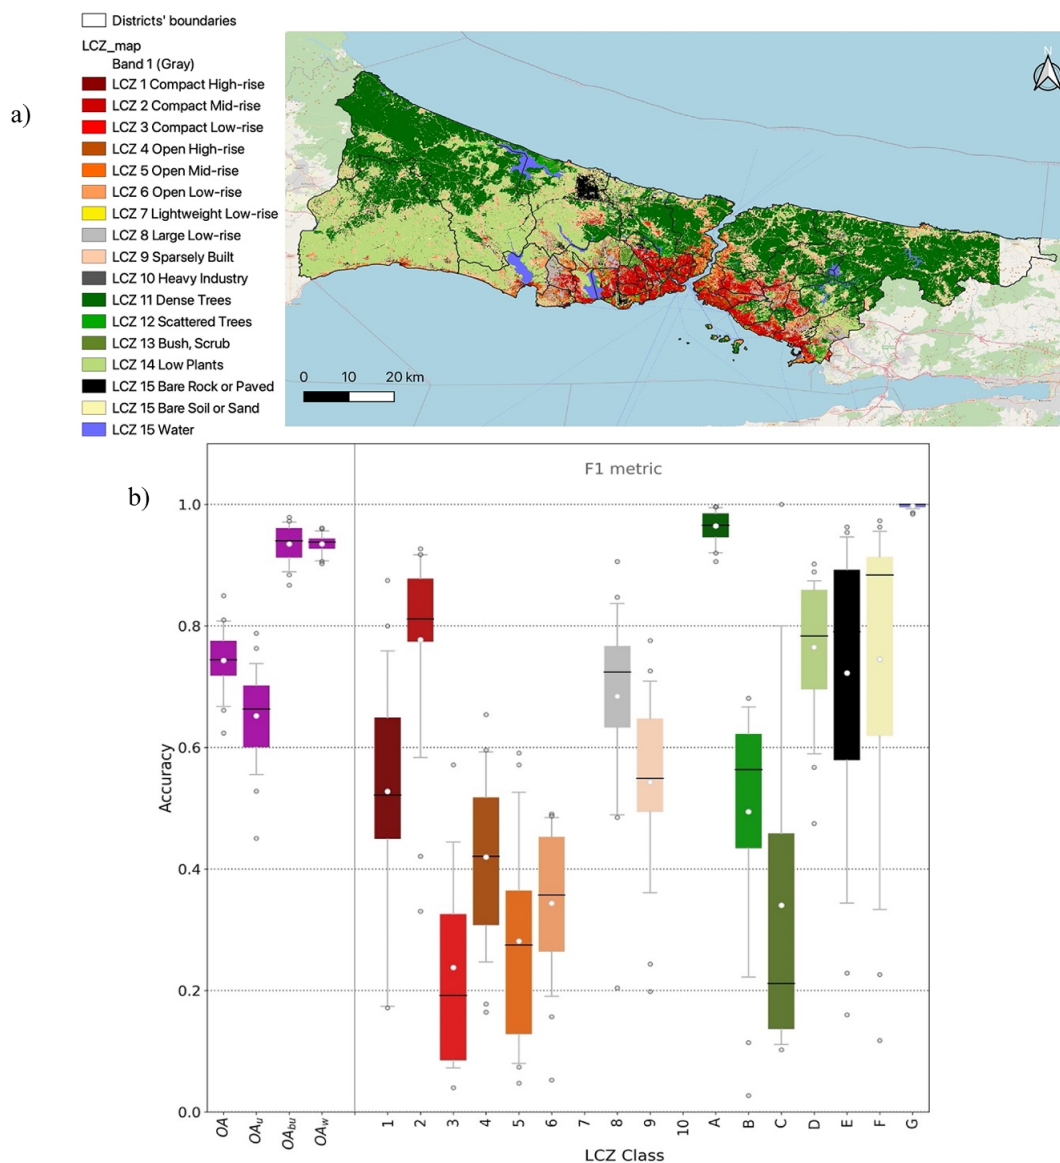 a)
Districts' boundaries
LCZ_map
Band 1 (Gray)
LCZ 1 Compact High-rise
LCZ 2 Compact Mid-rise
LCZ 3 Compact Low-rise
LCZ 4 Open High-rise
LCZ 5 Open Mid-rise
LCZ 6 Open Low-rise
LCZ 7 Lightweight Low-rise
LCZ 8 Large Low-rise
LCZ 9 Sparsely Built
LCZ 10 Heavy Industry
LCZ 11 Dense Trees
LCZ 12 Scattered Trees
LCZ 13 Bush, Scrub
LCZ 14 Low Plants
LCZ 15 Bare Rock or Paved
LCZ 15 Bare Soil or Sand
LCZ 15 Water
N
0 10 20 km
b)
F1 metric
Accuracy
1.0
0.8
0.6
0.4
0.2
0.0
OA OAu OAbu OAw 1 2 3 4 5 6 7 8 9 10 A B C D E F G
LCZ Class